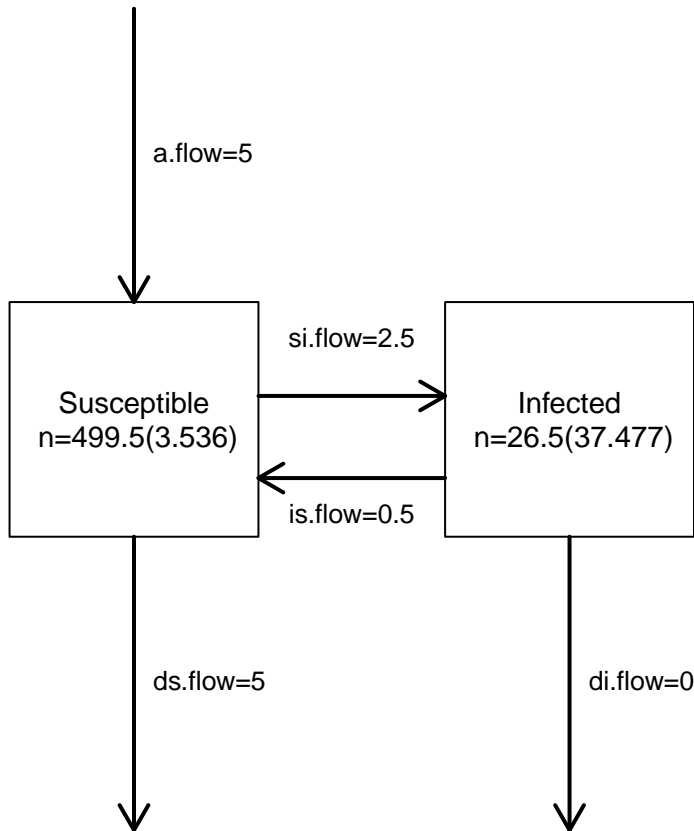 a.flow=5
si.flow=2.5
Susceptible
n=499.5(3.536)
Infected
n=26.5(37.477)
is.flow=0.5
ds.flow=5
di.flow=0